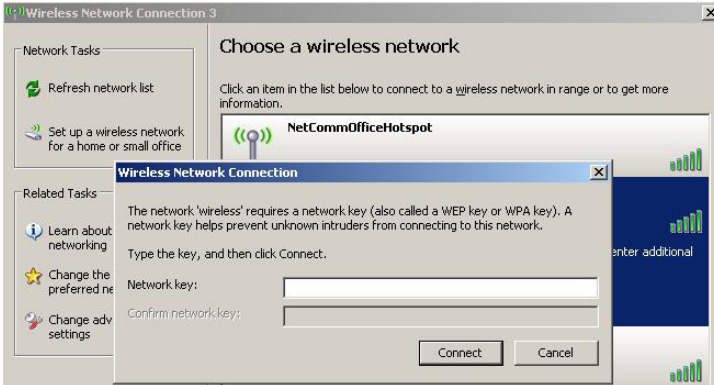 Wireless Network Connection 3
Network Tasks
Refresh network list
Set up a wireless network
for a home or small office
Related Tasks
Learn about
networking
Change the
preferred ne
Change adv
settings
Choose a wireless network
Click an item in the list below to connect to a wireless network in range or to get more
information.
NetCommOfficeHotspot
enter additional
Wireless Network Connection
The network 'wireless' requires a network key (also called a WEP key or WPA key). A
network key helps prevent unknown intruders from connecting to this network.
Type the key, and then click Connect.
Network key:
Confirm network key:
Connect
Cancel